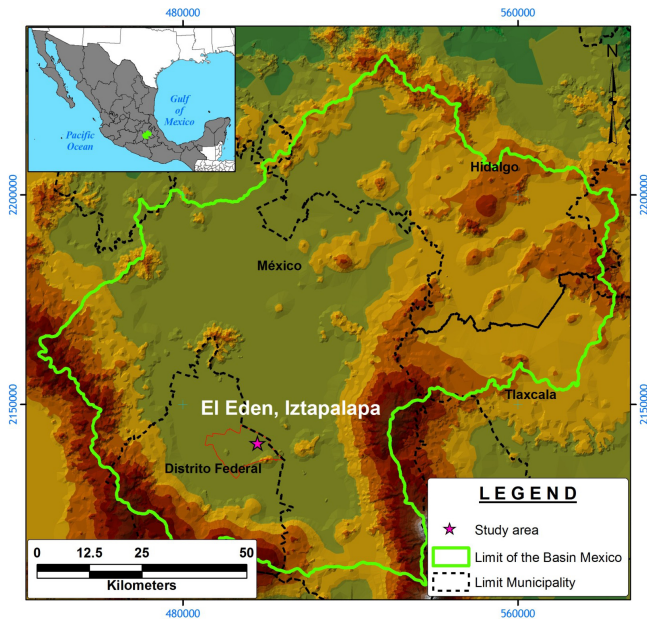 480000 560000
Gulf
of
Mexico
Pacific
Ocean
N
Hidalgo
2200000 2200000
México
El Eden, Iztapalapa
Tlaxcala
2150000 2150000
Distrito Federal
LEGEND
Study area
Limit of the Basin Mexico
Limit Municipality
0 12.5 25 50
Kilometers
480000 560000